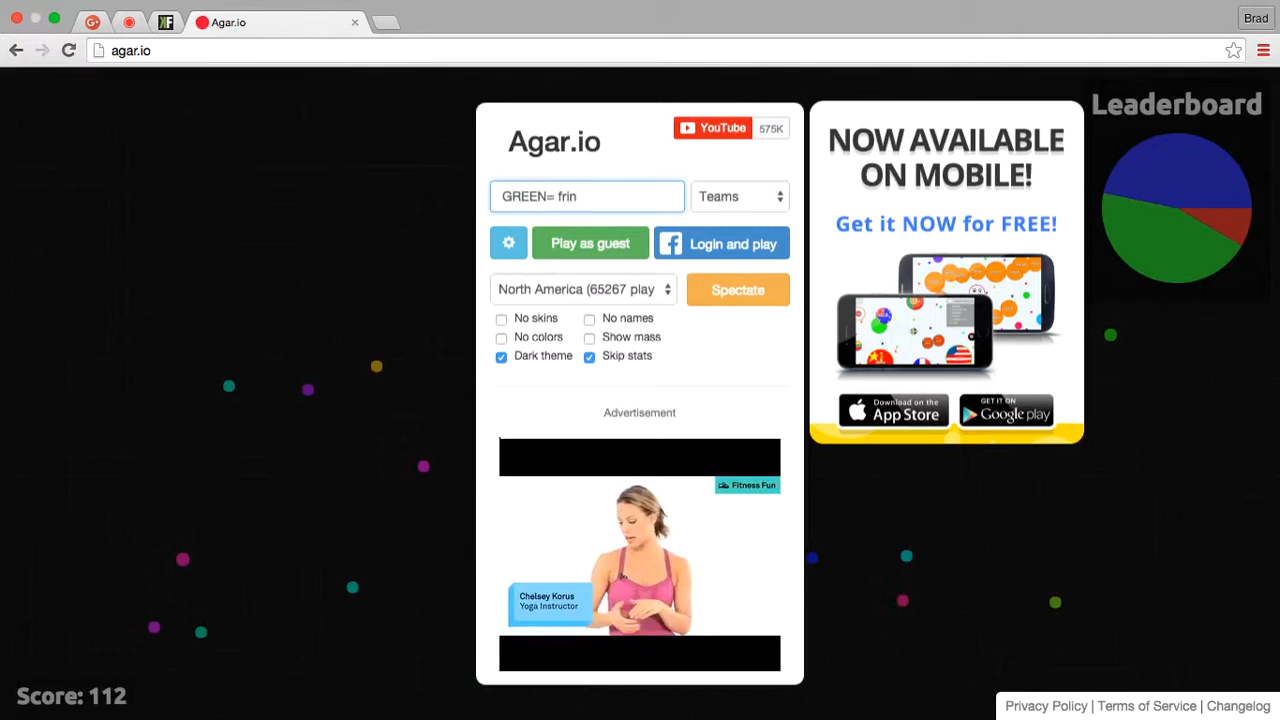 Agar.io
Brad
agar.io
Agar.io
YouTube 575K
GREEN= frin
Teams
Play as guest
Login and play
North America (65267 play
Spectate
No skins
No names
No colors
Show mass
Dark theme
Skip stats
Advertisement
Fitness Fun
Chelsey Korus
Yoga Instructor
NOW AVAILABLE
ON MOBILE!
Get it NOW for FREE!
Download on the
App Store
GET IT ON
Google play
Leaderboard
Score: 112
Privacy Policy | Terms of Service | Changelog